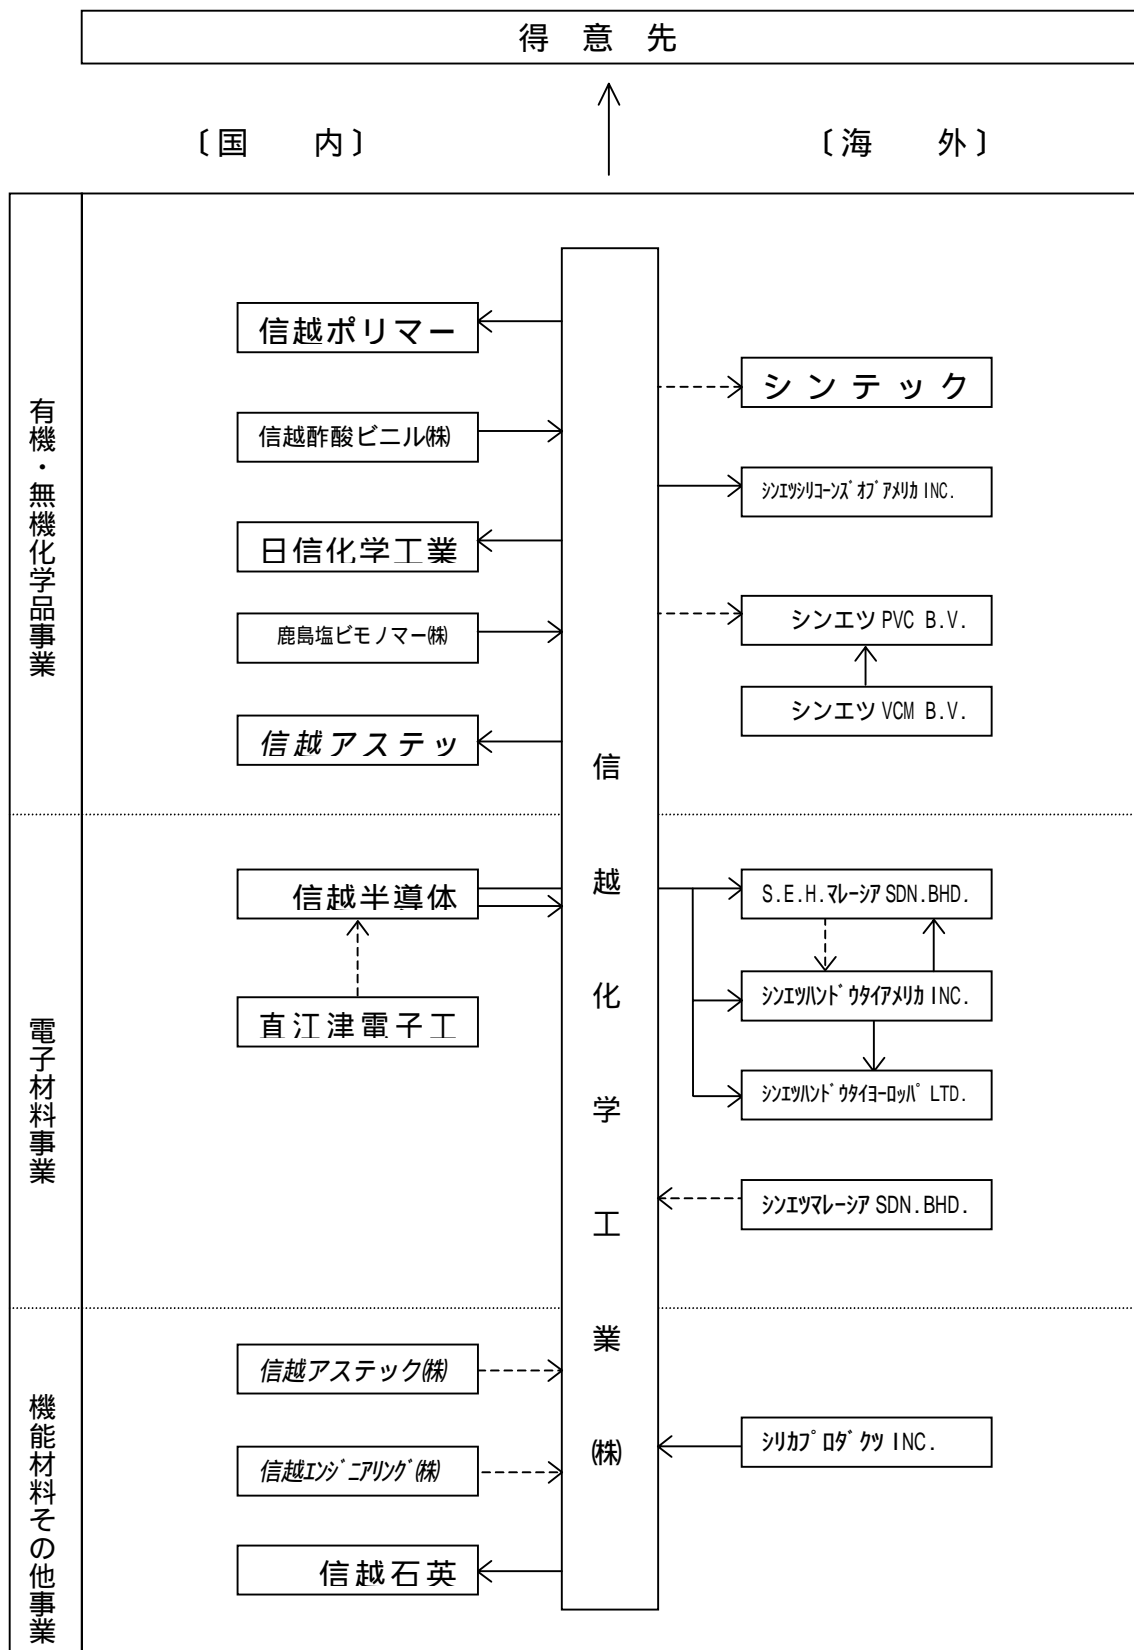 得意先
〔国　内〕
〔海　外〕
有機・無機化学品事業
信越ポリマー
信越酢酸ビニル㈱
日信化学工業
鹿島塩ビモノマー㈱
信越アステッ
シンテック
ｼﾝｴﾂｼﾘｺｰﾝｽﾞｵﾌﾞｱﾒﾘｶ INC.
シンエツ PVC B.V.
シンエツ VCM B.V.
信越化学工業㈱
電子材料事業
信越半導体
直江津電子工
S.E.H.ﾏﾚｰｼｱ SDN.BHD.
ｼﾝｴﾂﾊﾝﾄﾞｳﾀｲｱﾒﾘｶ INC.
ｼﾝｴﾂﾊﾝﾄﾞｳﾀｲﾖｰﾛｯﾊﾟ LTD.
ｼﾝｴﾂﾏﾚｰｼｱ SDN.BHD.
機能材料その他事業
信越アステック㈱
信越ｴﾝｼﾞﾆｱﾘﾝｸﾞ㈱
信越石英
ｼﾘｶﾌﾟﾛﾀﾞｸﾂ INC.